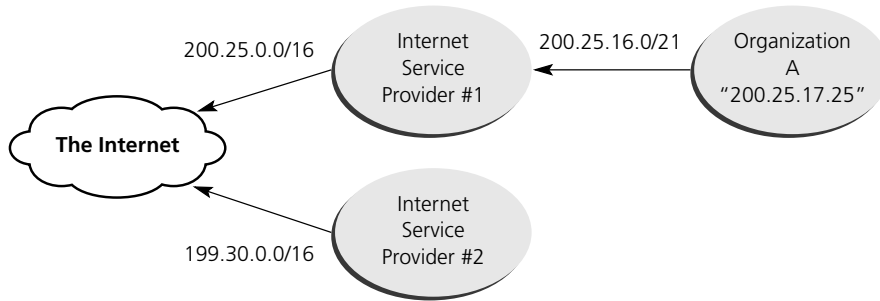 200.25.0.0/16
Internet
Service
Provider #1
200.25.16.0/21
Organization
A
“200.25.17.25”
The Internet
Internet
Service
Provider #2
199.30.0.0/16